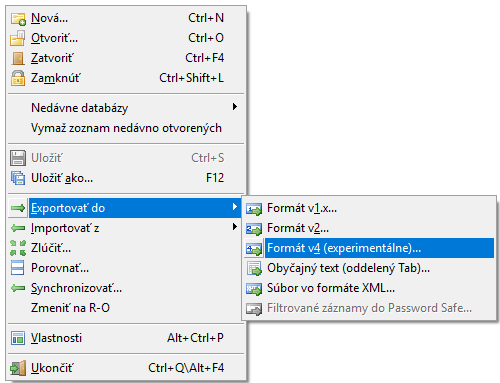 Nová... Ctrl+N
Otvoriť... Ctrl+O
Zatvoriť Ctrl+F4
Zamknúť Ctrl+Shift+L
Nedávne databázy
Vymaž zoznam nedávno otvorených
Uložiť Ctrl+S
Uložiť ako... F12
Exportovať do
Importovať z
Zlúčiť...
Porovnať...
Synchronizovať...
Zmeniť na R-O
Vlastnosti Alt+Ctrl+P
Ukončiť Ctrl+Q\Alt+F4
Formát v1.x...
Formát v2...
Formát v4 (experimentálne)...
Obyčajný text (oddelený Tab)...
Súbor vo formáte XML...
Filtrované záznamy do Password Safe...